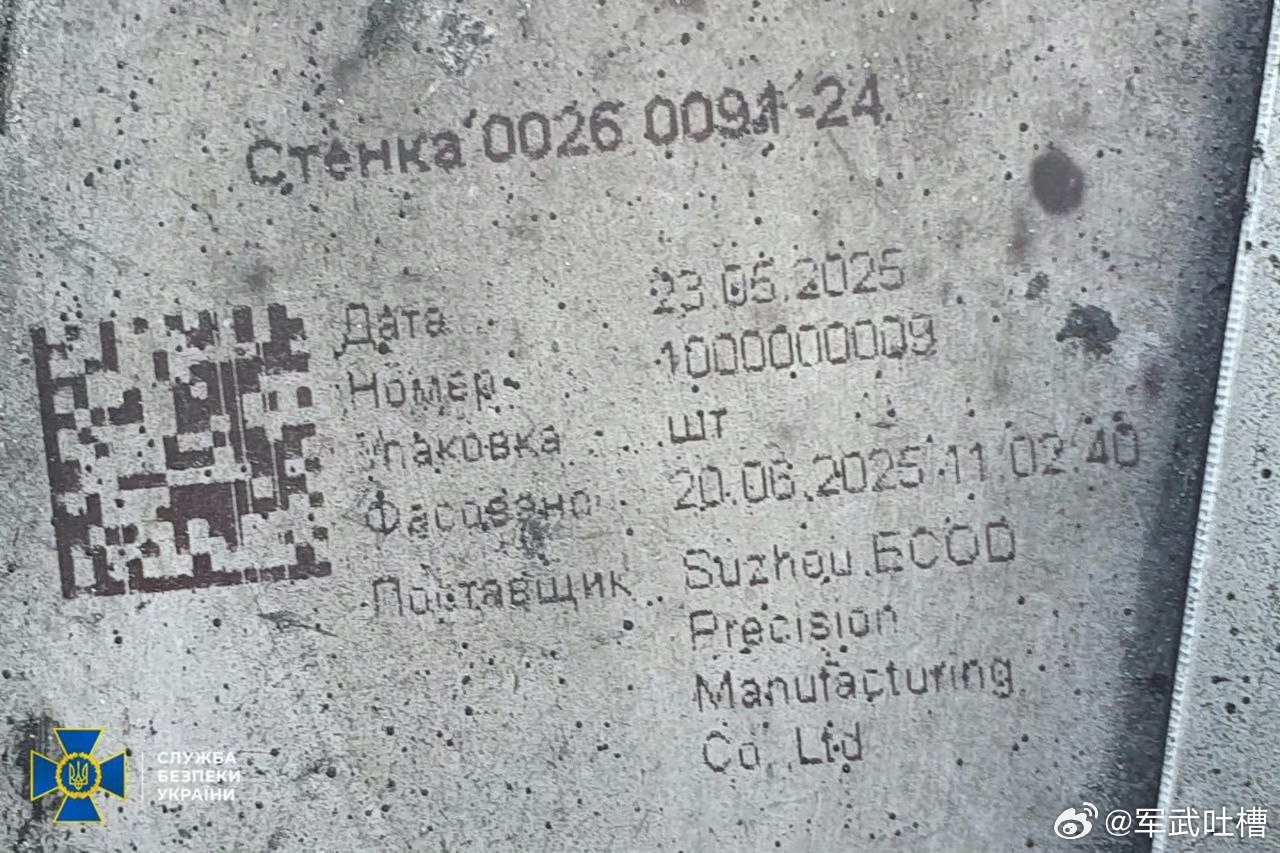 Стенка 0026 0091-24
Дата 23.05.2025
Номер 1000000009
Упаковка шт
Фасовано 20.06.2025 11 02 40
Поставщик Suzhou ECOD
Precision
Manufacturing
Co Ltd
СЛУЖБА
БЕЗПЕКИ
УКРАЇНИ
@军武吐槽